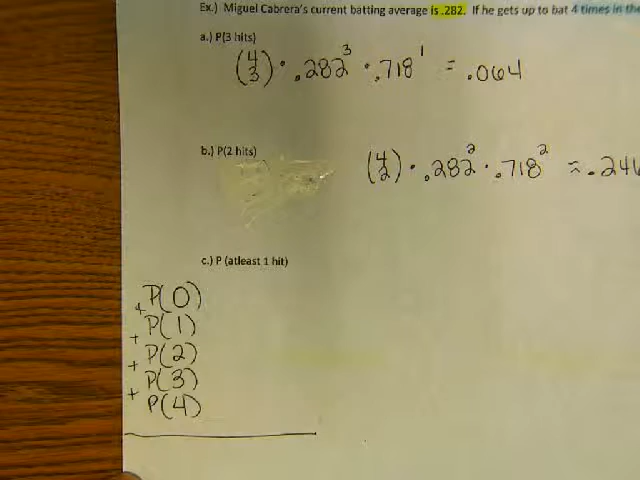 Ex.) Miguel Cabrera's current batting average is .282. If he gets up to bat 4 times in the
a.) P(3 hits)
(4 3) · .282³ · .718¹ = .064
b.) P(2 hits)
(4 2) · .282² · .718² ≈ .246
c.) P (atleast 1 hit)
P(0)
+ P(1)
+ P(2)
+ P(3)
+ P(4)